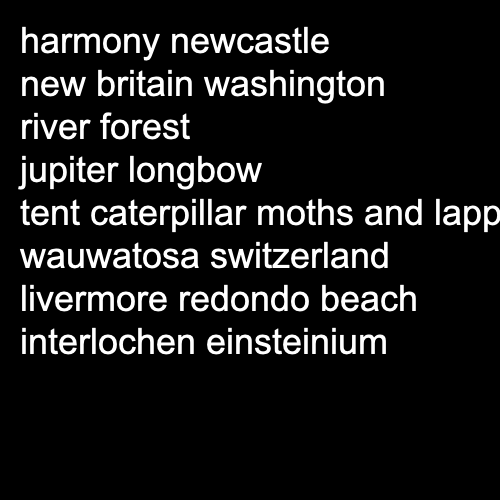 harmony newcastle
new britain washington
river forest
jupiter longbow
tent caterpillar moths and lapp
wauwatosa switzerland
livermore redondo beach
interlochen einsteinium